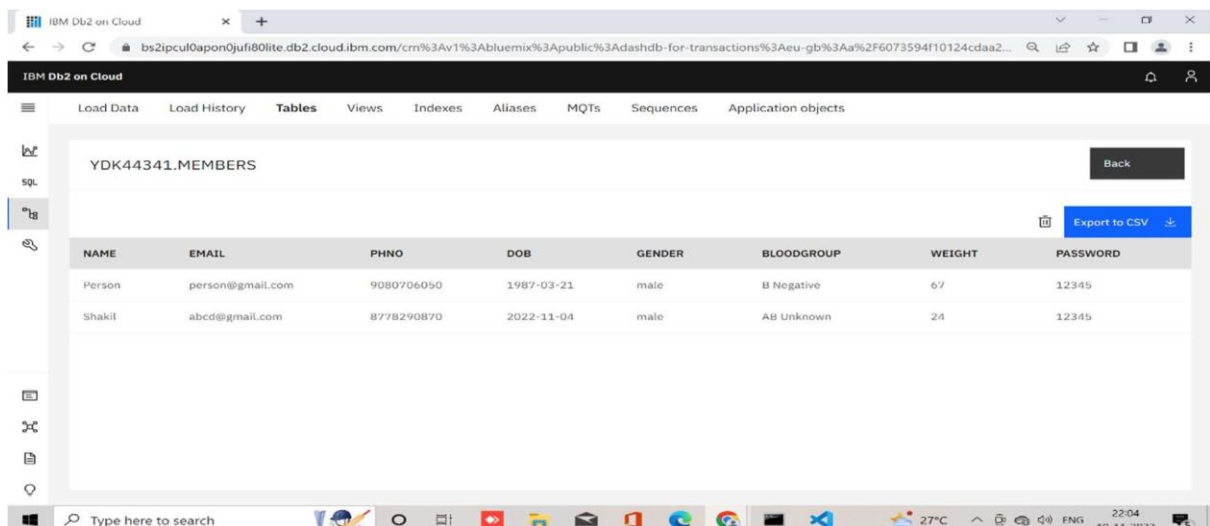 IBM Db2 on Cloud
bs2ipcul0apon0jufi80lite.db2.cloud.ibm.com/crn%3Av1%3Abluemix%3Apublic%3Adashdb-for-transactions%3Aeu-gb%3Aa%2F6073594f10124cdaa2...
IBM Db2 on Cloud
Load Data Load History Tables Views Indexes Aliases MQTs Sequences Application objects
YDK44341.MEMBERS Back
SQL
Export to CSV
NAME EMAIL PHNO DOB GENDER BLOODGROUP WEIGHT PASSWORD
Person person@gmail.com 9080706050 1987-03-21 male B Negative 67 12345
Shakil abcd@gmail.com 8778290870 2022-11-04 male AB Unknown 24 12345
Type here to search 27°C ENG 22:04